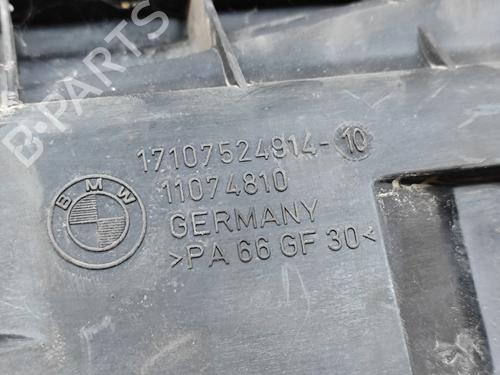 B-PARTS
17107524914-10
11074810
BMW
GERMANY
>PA 66 GF 30<